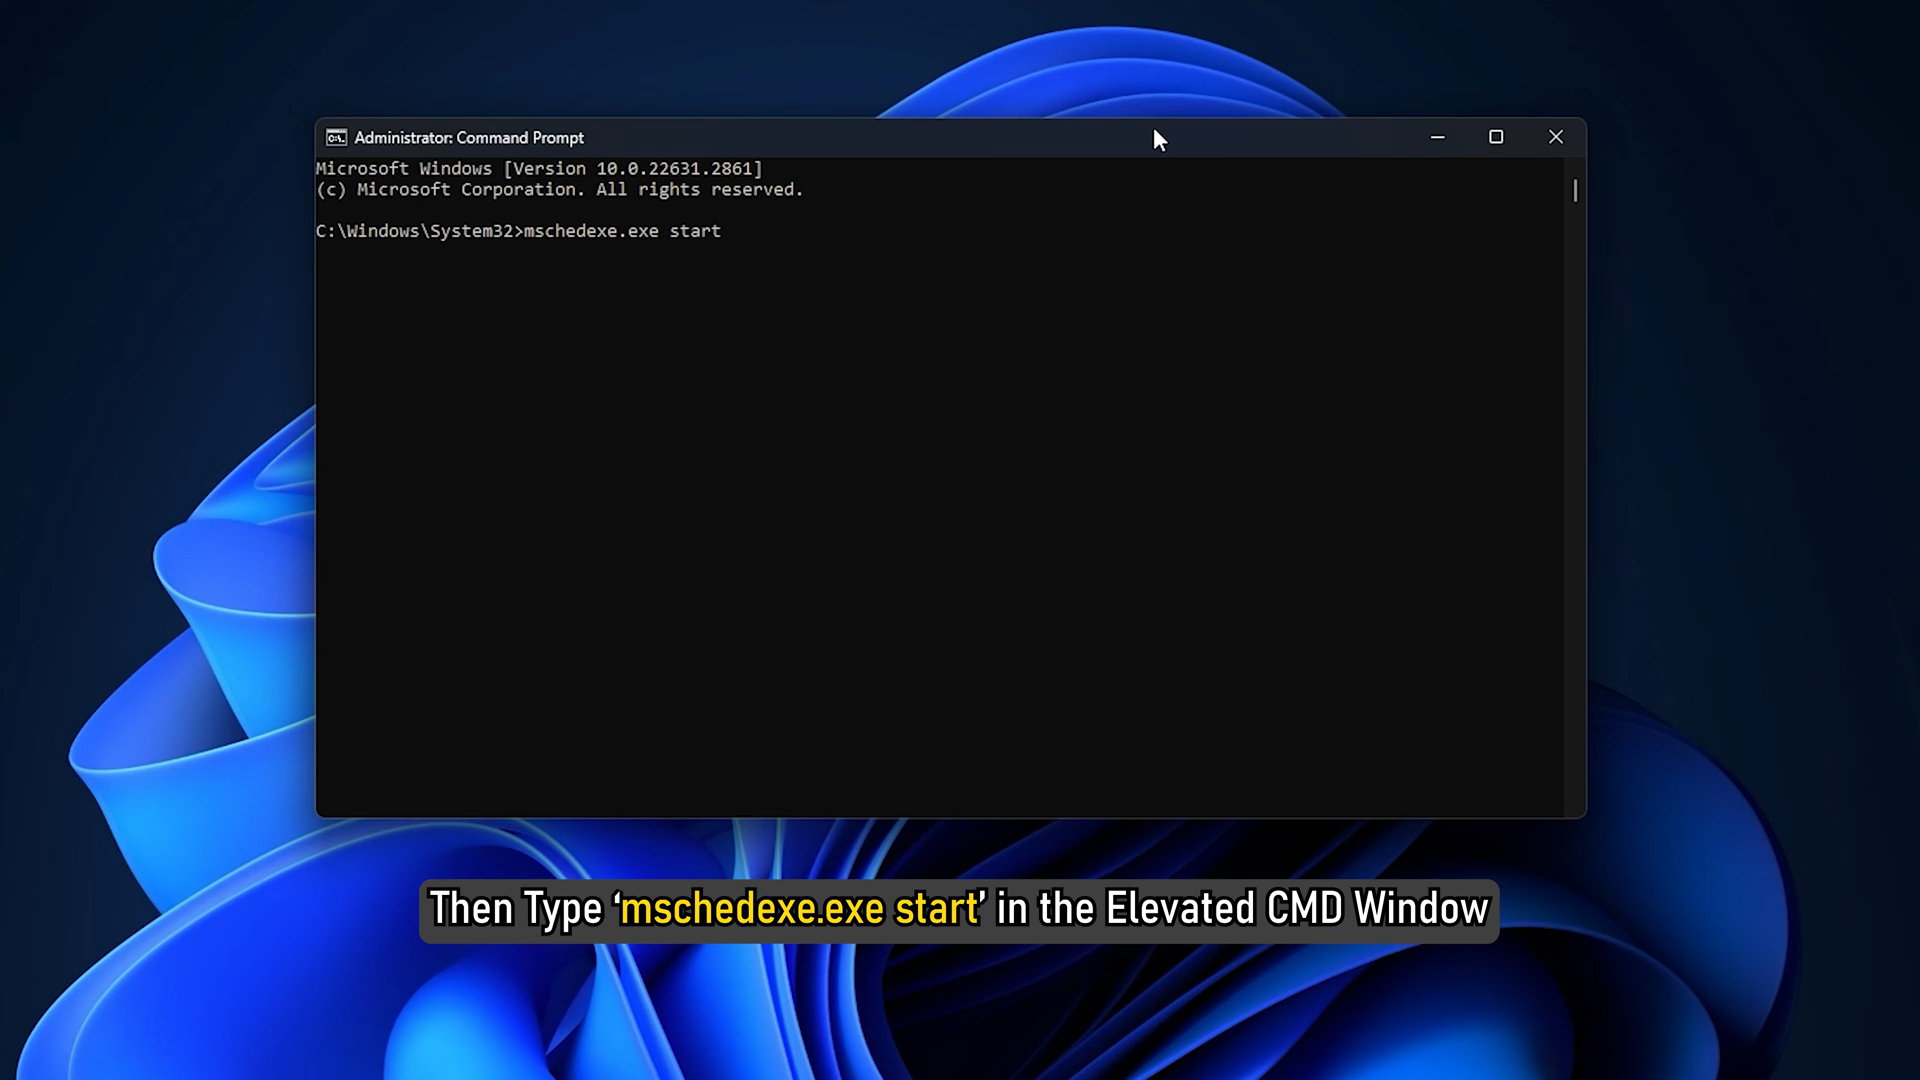 Administrator: Command Prompt
Microsoft Windows [Version 10.0.22631.2861]
(c) Microsoft Corporation. All rights reserved.
C:\Windows\System32>mschedexe.exe start
Then Type ‘mschedexe.exe start’ in the Elevated CMD Window